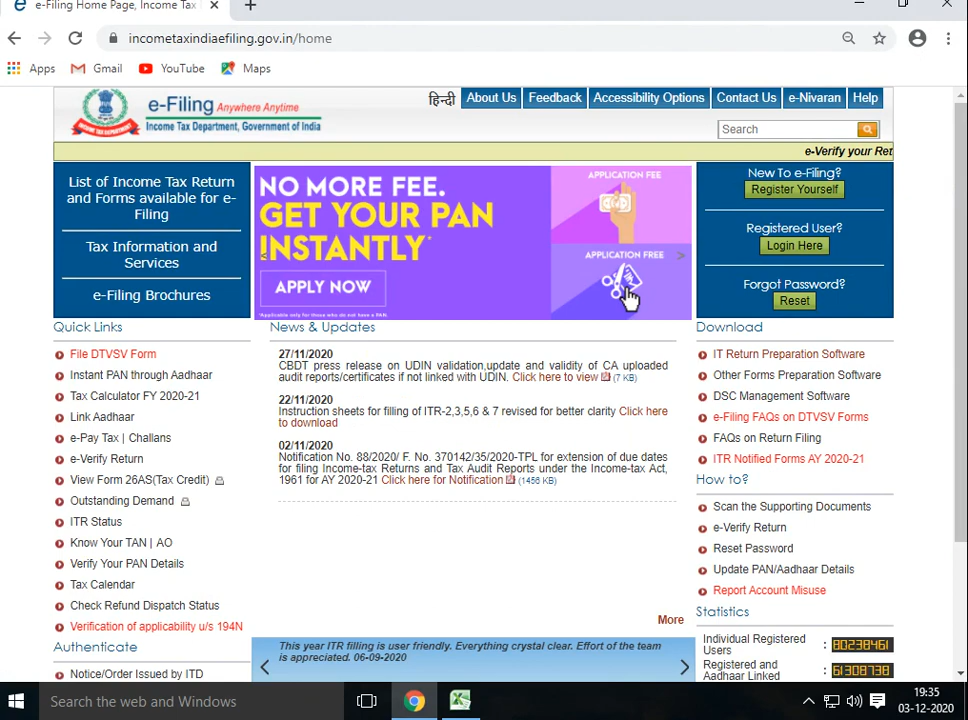 e-Filing Home Page, Income Tax
incometaxindiaefiling.gov.in/home
Apps Gmail YouTube Maps
e-Filing Anywhere Anytime
Income Tax Department, Government of India
हिन्दी About Us Feedback Accessibility Options Contact Us e-Nivaran Help
Search
e-Verify your Ret
List of Income Tax Return
and Forms available for e-
Filing
Tax Information and
Services
e-Filing Brochures
NO MORE FEE.
GET YOUR PAN
INSTANTLY*
APPLY NOW
*Applicable only for those who do not have a PAN.
APPLICATION FEE
APPLICATION FREE
New To e-Filing?
Register Yourself
Registered User?
Login Here
Forgot Password?
Reset
Quick Links
File DTVSV Form
Instant PAN through Aadhaar
Tax Calculator FY 2020-21
Link Aadhaar
e-Pay Tax | Challans
e-Verify Return
View Form 26AS(Tax Credit)
Outstanding Demand
ITR Status
Know Your TAN | AO
Verify Your PAN Details
Tax Calendar
Check Refund Dispatch Status
Verification of applicability u/s 194N
Authenticate
Notice/Order Issued by ITD
News & Updates
27/11/2020
CBDT press release on UDIN validation,update and validity of CA uploaded
audit reports/certificates if not linked with UDIN. Click here to view (7 KB)
22/11/2020
Instruction sheets for filling of ITR-2,3,5,6 & 7 revised for better clarity Click here
to download
02/11/2020
Notification No. 88/2020/ F. No. 370142/35/2020-TPL for extension of due dates
for filing Income-tax Returns and Tax Audit Reports under the Income-tax Act,
1961 for AY 2020-21 Click here for Notification (1456 KB)
More
This year ITR filling is user friendly. Everything crystal clear. Effort of the team
is appreciated. 06-09-2020
Download
IT Return Preparation Software
Other Forms Preparation Software
DSC Management Software
e-Filing FAQs on DTVSV Forms
FAQs on Return Filing
ITR Notified Forms AY 2020-21
How to?
Scan the Supporting Documents
e-Verify Return
Reset Password
Update PAN/Aadhaar Details
Report Account Misuse
Statistics
Individual Registered
Users : 80238461
Registered and
Aadhaar Linked : 61308738
Search the web and Windows
19:35
03-12-2020